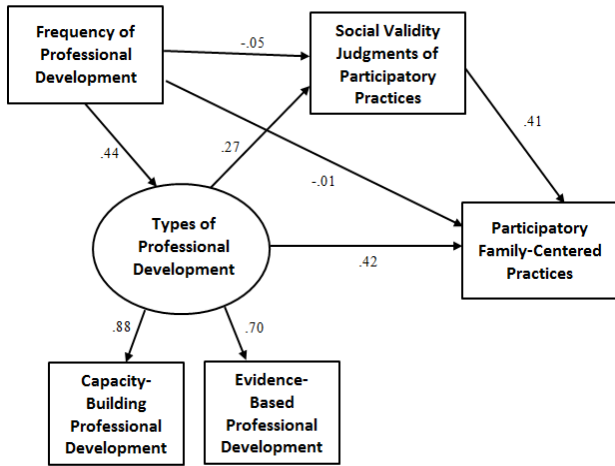 Frequency of
Professional
Development
-.05
Social Validity
Judgments of
Participatory
Practices
.44
.27
-.01
.41
Types of
Professional
Development
.42
Participatory
Family-Centered
Practices
.88
.70
Capacity-
Building
Professional
Development
Evidence-
Based
Professional
Development